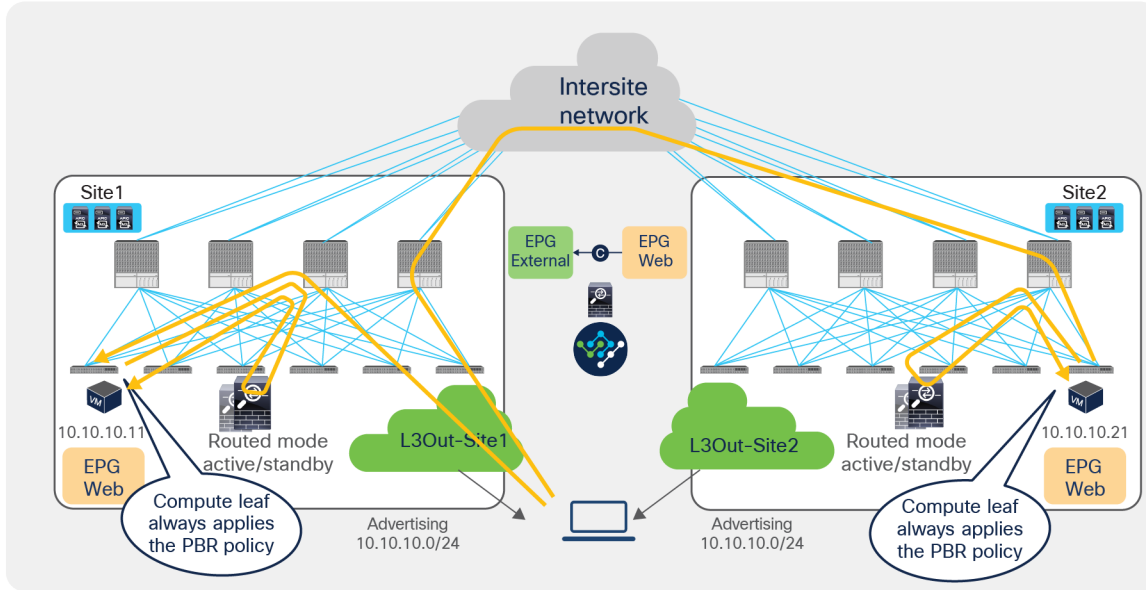 Intersite
network
Site1
Site2
EPG
External
C
EPG
Web
VM
10.10.10.11
EPG
Web
Routed mode
active/standby
L3Out-Site1
L3Out-Site2
Routed mode
active/standby
VM
10.10.10.21
EPG
Web
Compute leaf
always applies
the PBR policy
Advertising
10.10.10.0/24
Advertising
10.10.10.0/24
Compute leaf
always applies
the PBR policy